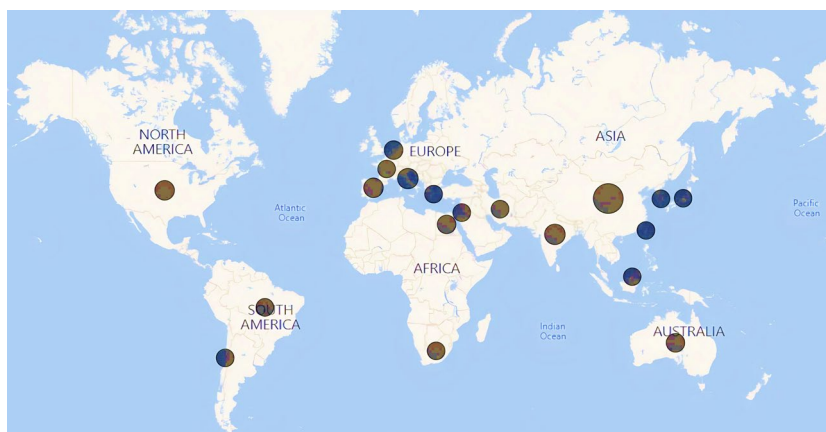 NORTH
AMERICA
ASIA
EUROPE
Atlantic
Ocean
Pacific
Ocean
AFRICA
SOUTH
AMERICA
Indian
Ocean
AUSTRALIA